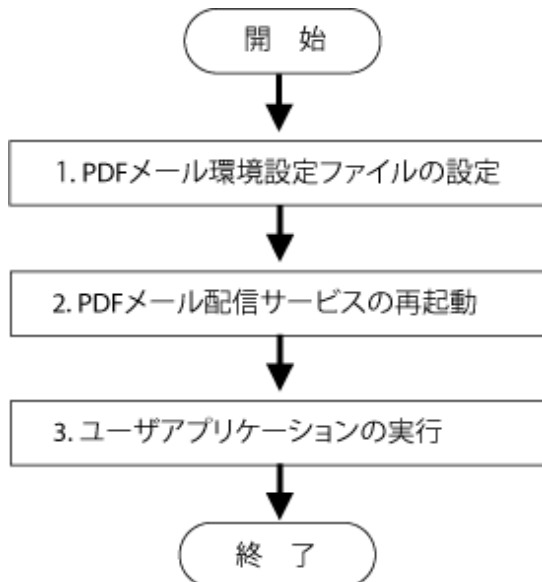 開　始
1. PDFメール環境設定ファイルの設定
2. PDFメール配信サービスの再起動
3. ユーザアプリケーションの実行
終　了